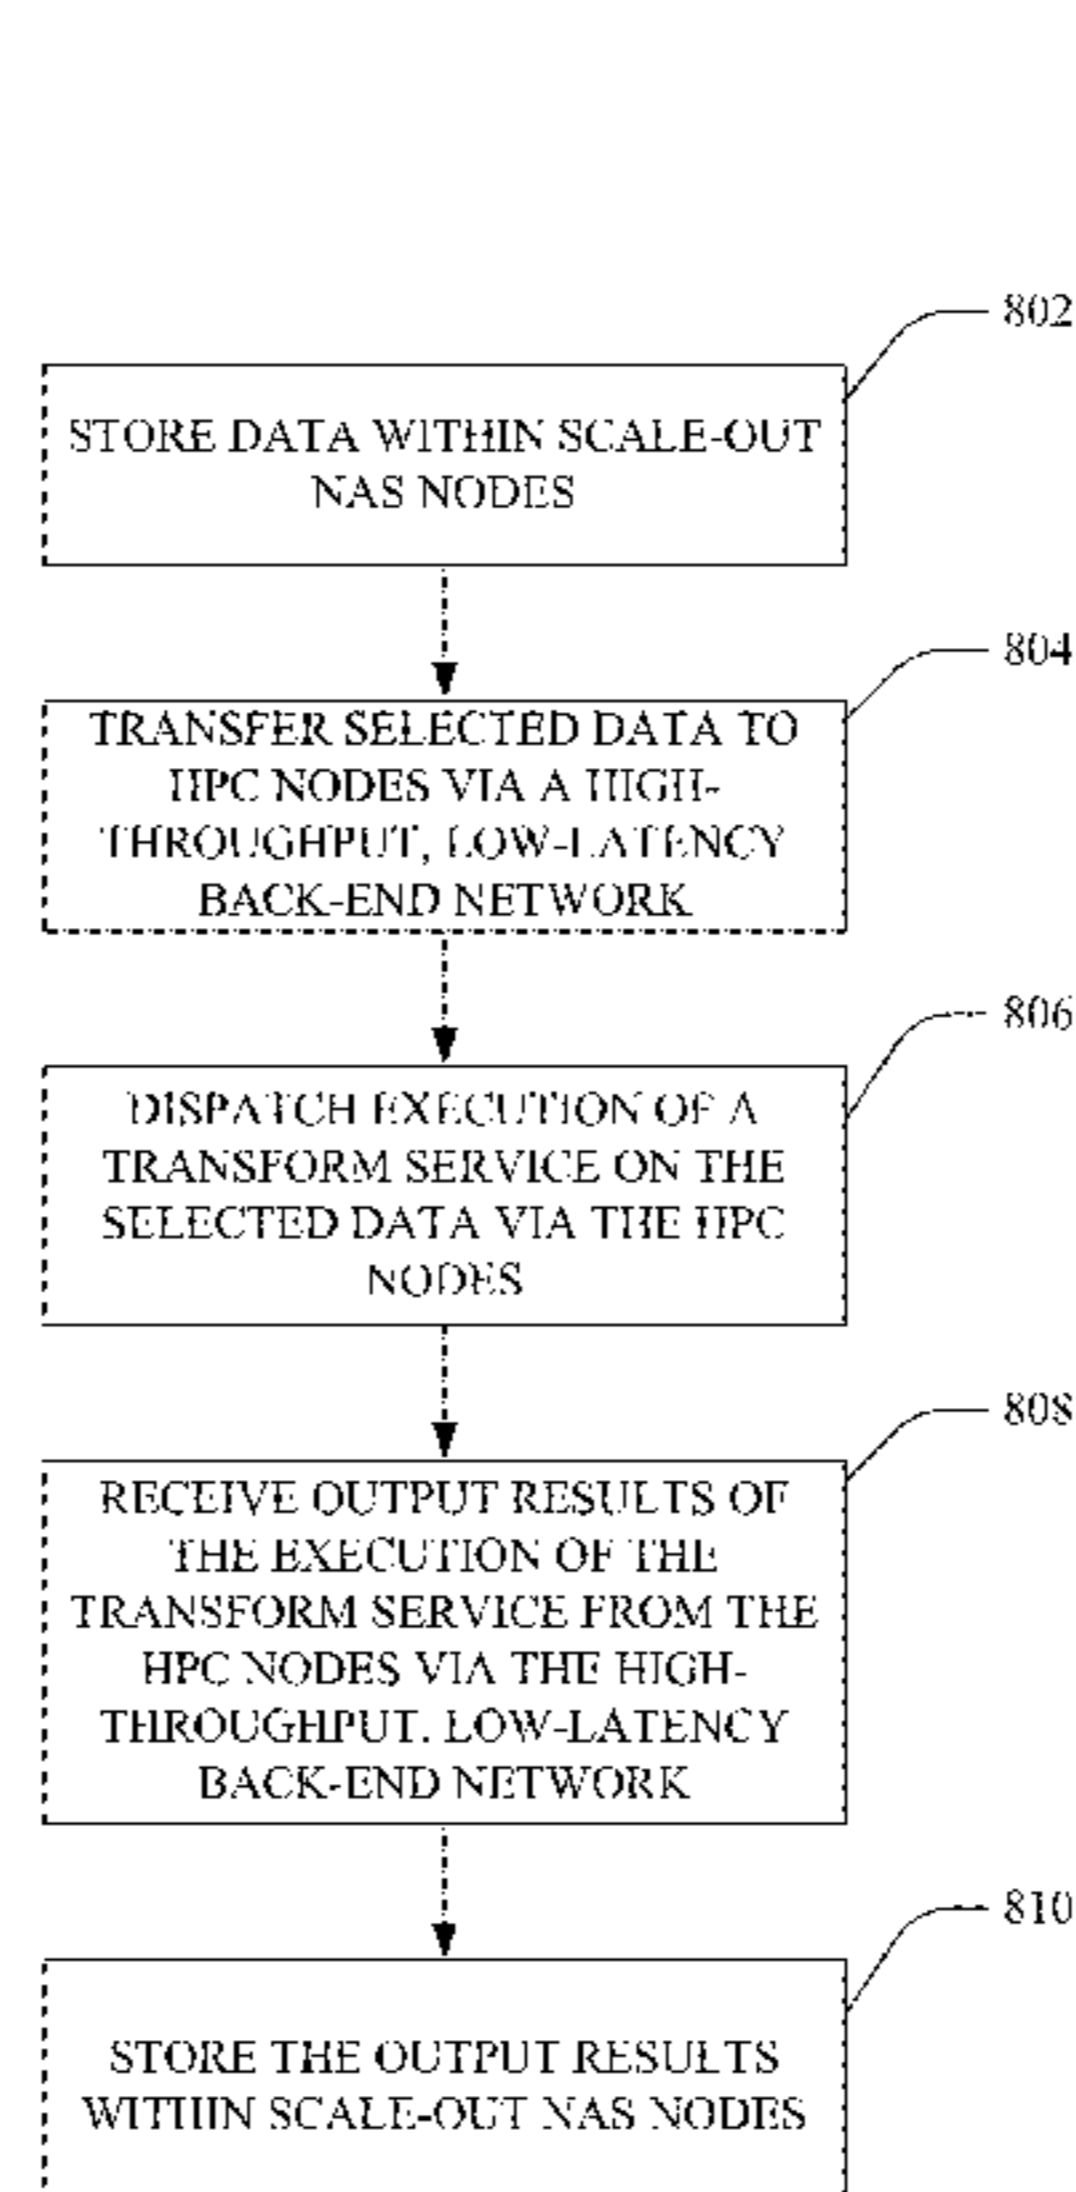 802
STORE DATA WITHIN SCALE-OUT
NAS NODES
804
TRANSFER SELECTED DATA TO
HPC NODES VIA A HIGH-
THROUGHPUT, LOW-LATENCY
BACK-END NETWORK
806
DISPATCH EXECUTION OF A
TRANSFORM SERVICE ON THE
SELECTED DATA VIA THE HPC
NODES
808
RECEIVE OUTPUT RESULTS OF
THE EXECUTION OF THE
TRANSFORM SERVICE FROM THE
HPC NODES VIA THE HIGH-
THROUGHPUT, LOW-LATENCY
BACK-END NETWORK
810
STORE THE OUTPUT RESULTS
WITHIN SCALE-OUT NAS NODES